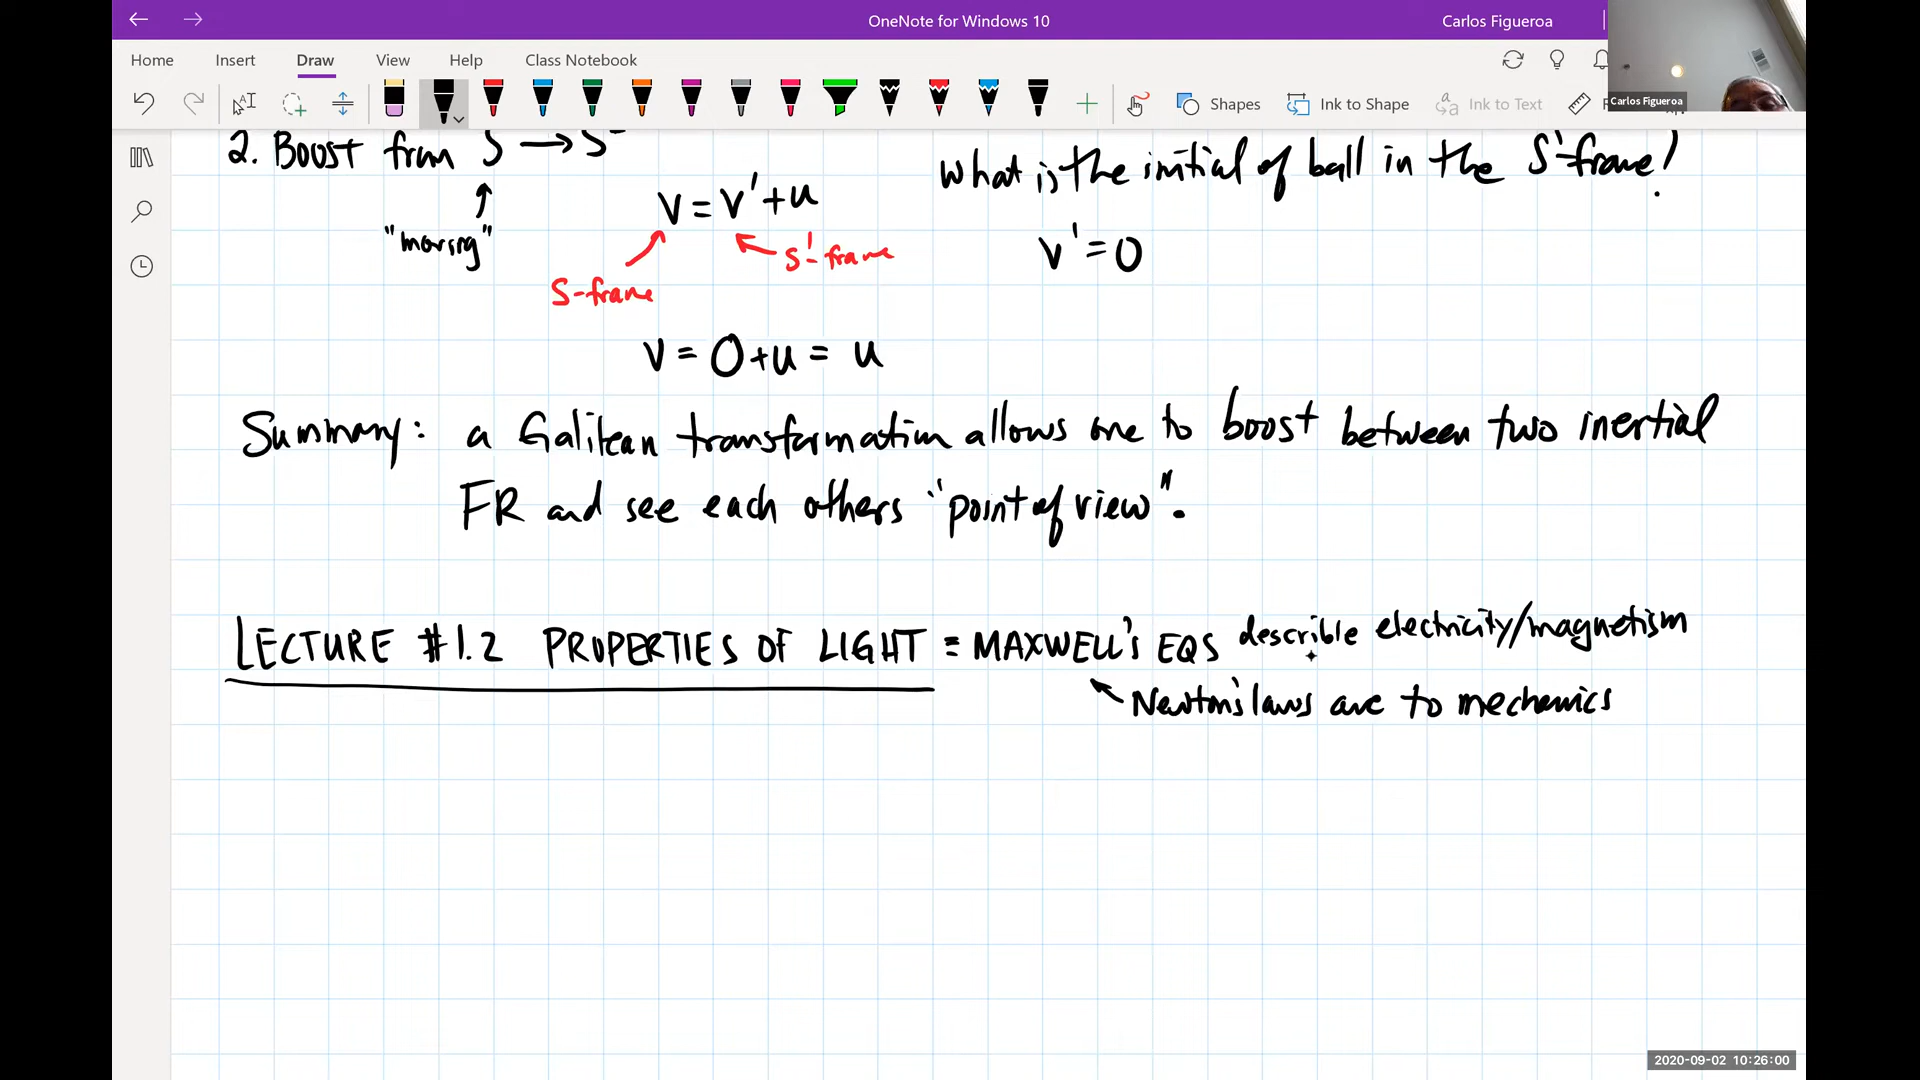 OneNote for Windows 10
Carlos Figueroa
Home Insert Draw View Help Class Notebook
Shapes
Ink to Shape
Ink to Text
Carlos Figueroa
2. Boost from S → S'
"moving"
v = v' + u
S-frame
S'-frame
What is the initial of ball in the S'-frame?
v' = 0
v = 0 + u = u
Summary: a Galilean transformation allows one to boost between two inertial
FR and see each others "point of view".
LECTURE #1.2 PROPERTIES OF LIGHT = MAXWELL'S EQS describle electricity/magnetism
Newton's laws are to mechanics
2020-09-02 10:26:00